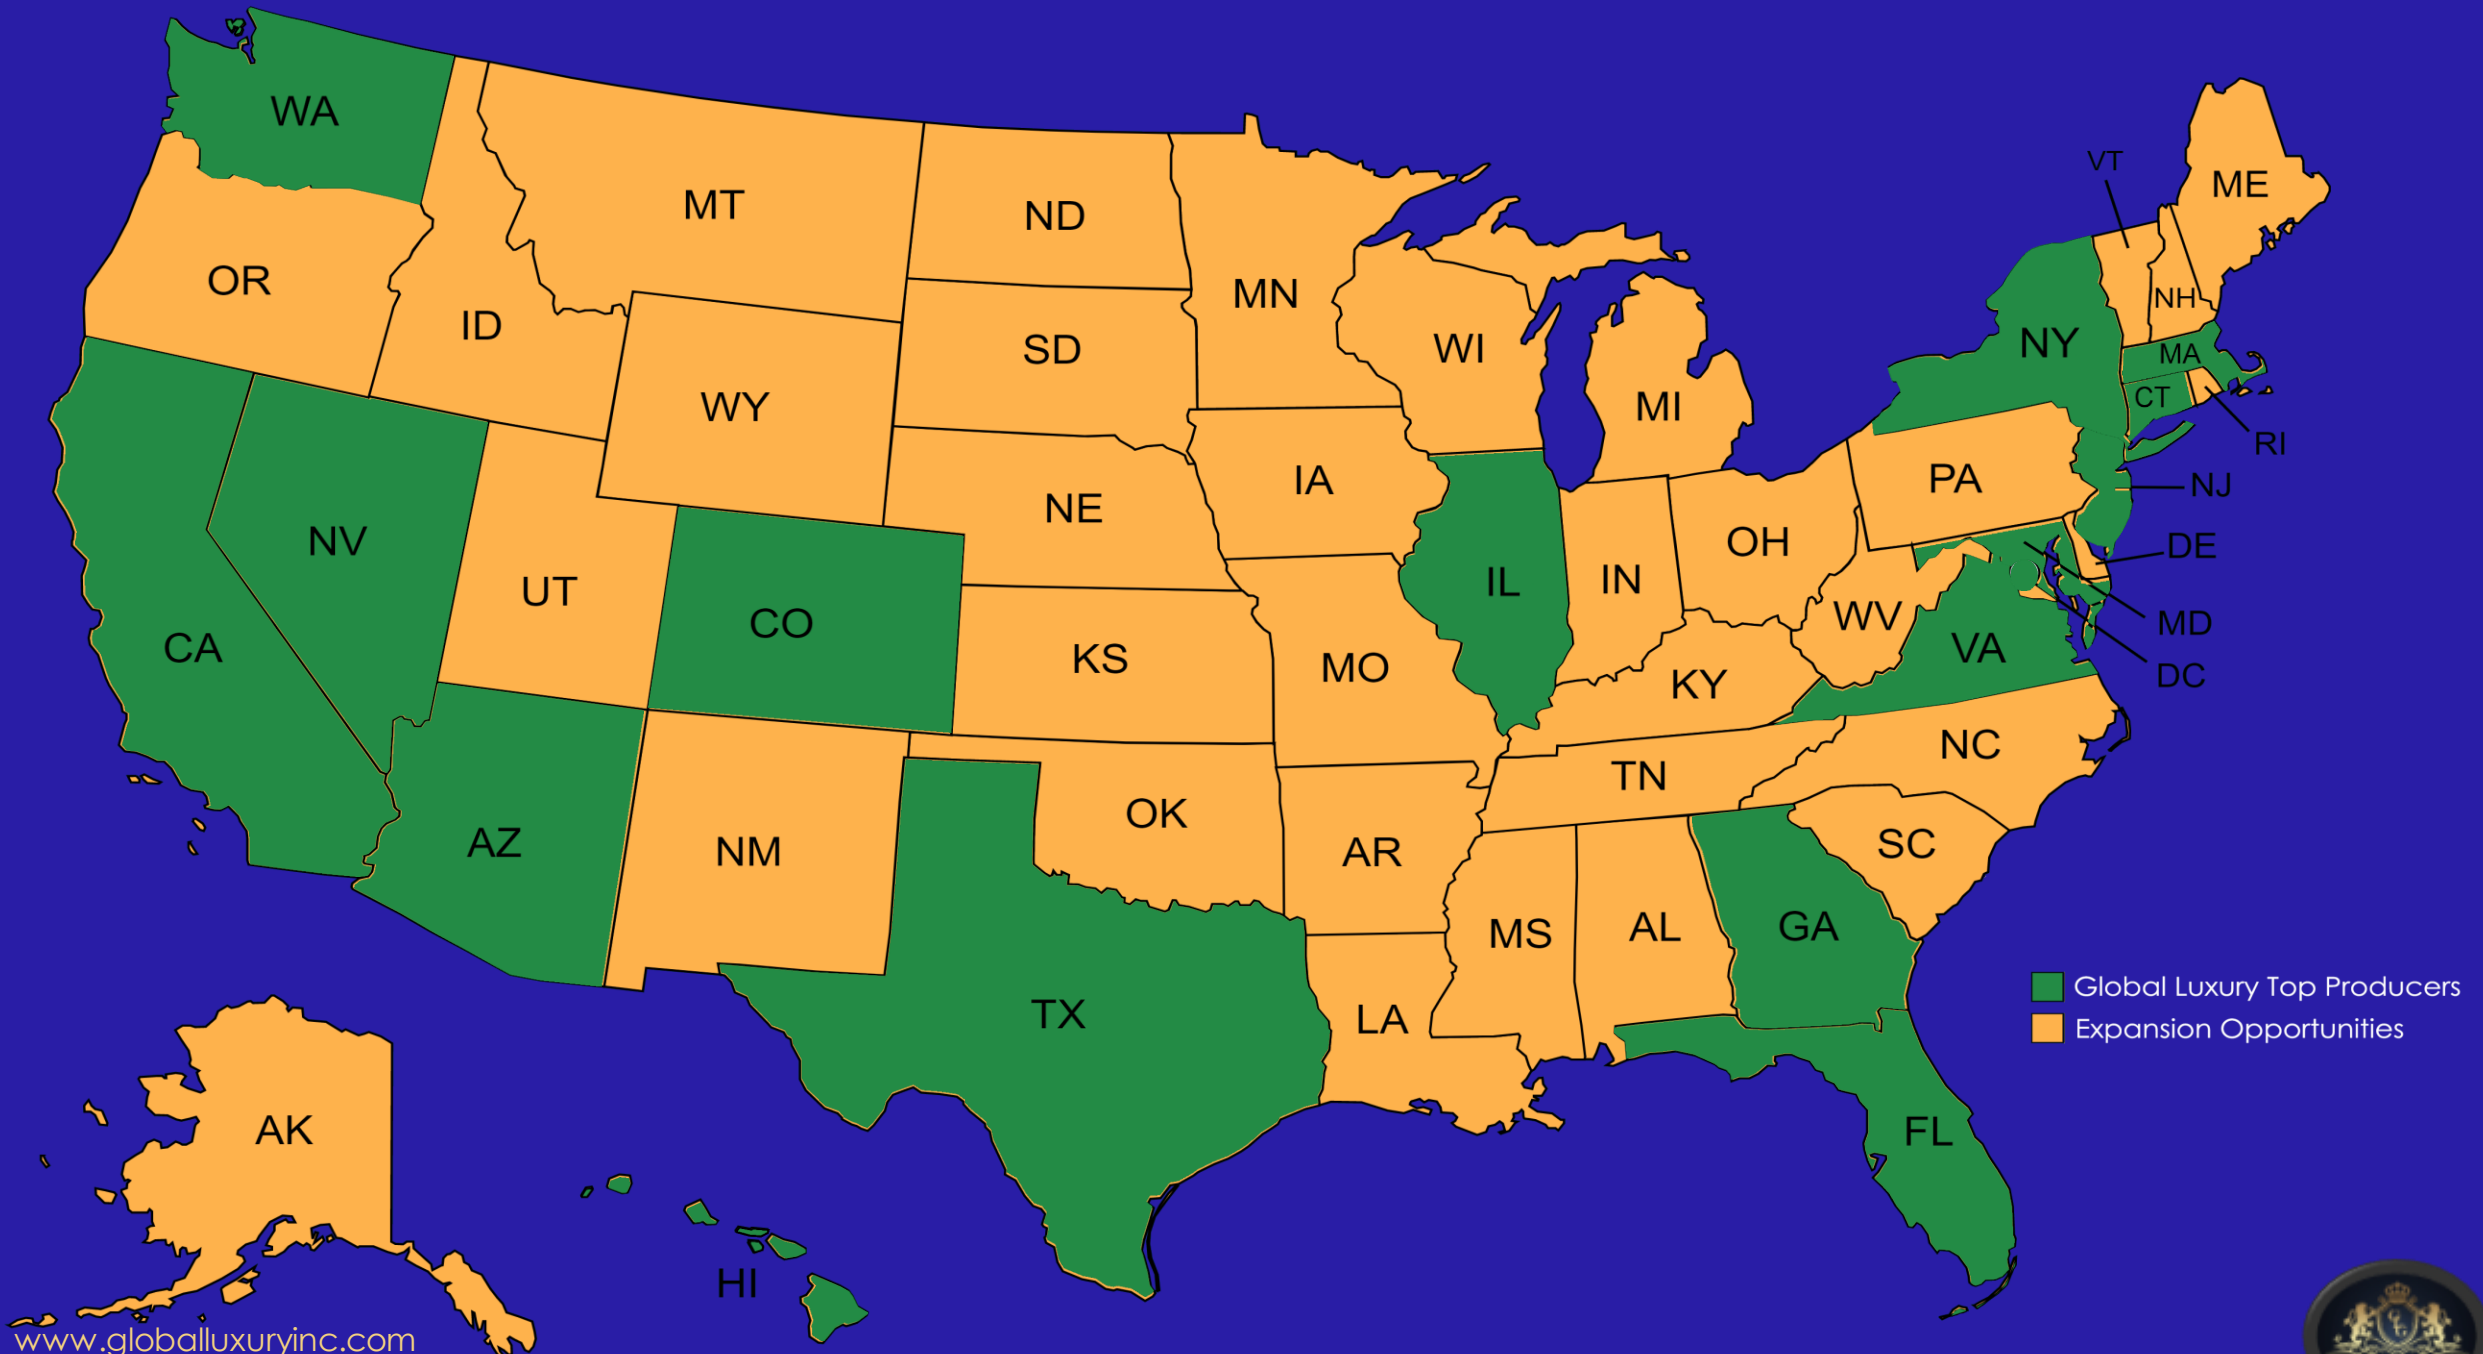 WA
MT
ND
MN
VT
ME
OR
ID
SD
WI
NH
NY
MA
WY
MI
CT
RI
NE
IA
PA
NJ
NV
UT
CO
IL
IN
OH
DE
CA
KS
MO
KY
WV
VA
MD
DC
AZ
NM
OK
AR
TN
NC
SC
MS
AL
GA
TX
LA
Global Luxury Top Producers
Expansion Opportunities
AK
FL
HI
www.globalluxuryinc.com